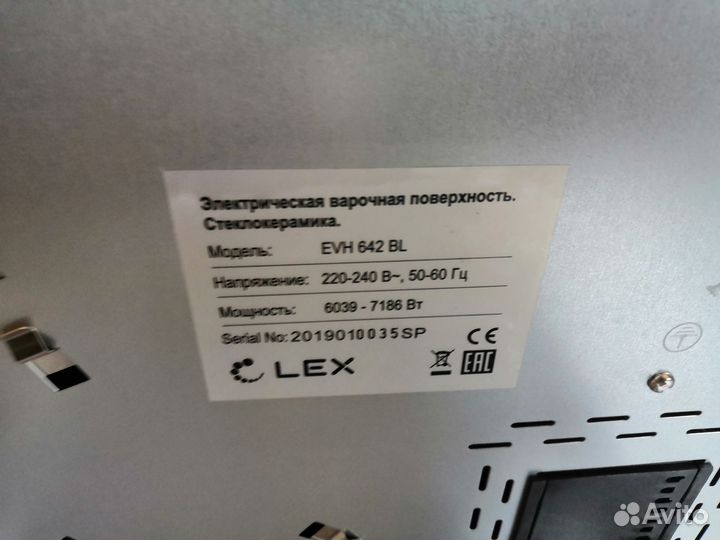 Электрическая варочная поверхность.
Стеклокерамика.
Модель: EVH 642 BL
Напряжение: 220-240 В~, 50-60 Гц
Мощность: 6039 - 7186 Вт
Serial No: 2019010035SP CE
LEX EAC
Avito